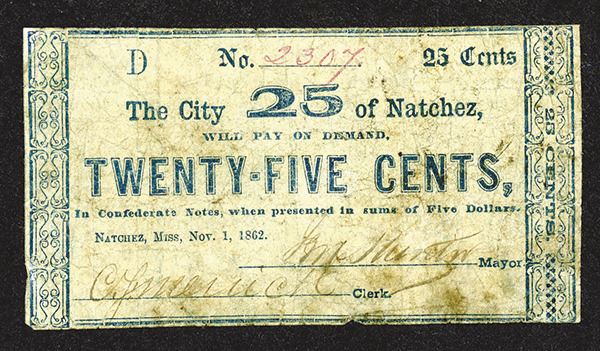 D No. 2307 25 Cents
The City 25 of Natchez,
WILL PAY ON DEMAND,
TWENTY-FIVE CENTS,
In Confederate Notes, when presented in sums of Five Dollars.
NATCHEZ, MISS, NOV. 1, 1862.
Mayor
Clerk.
25 CENTS.